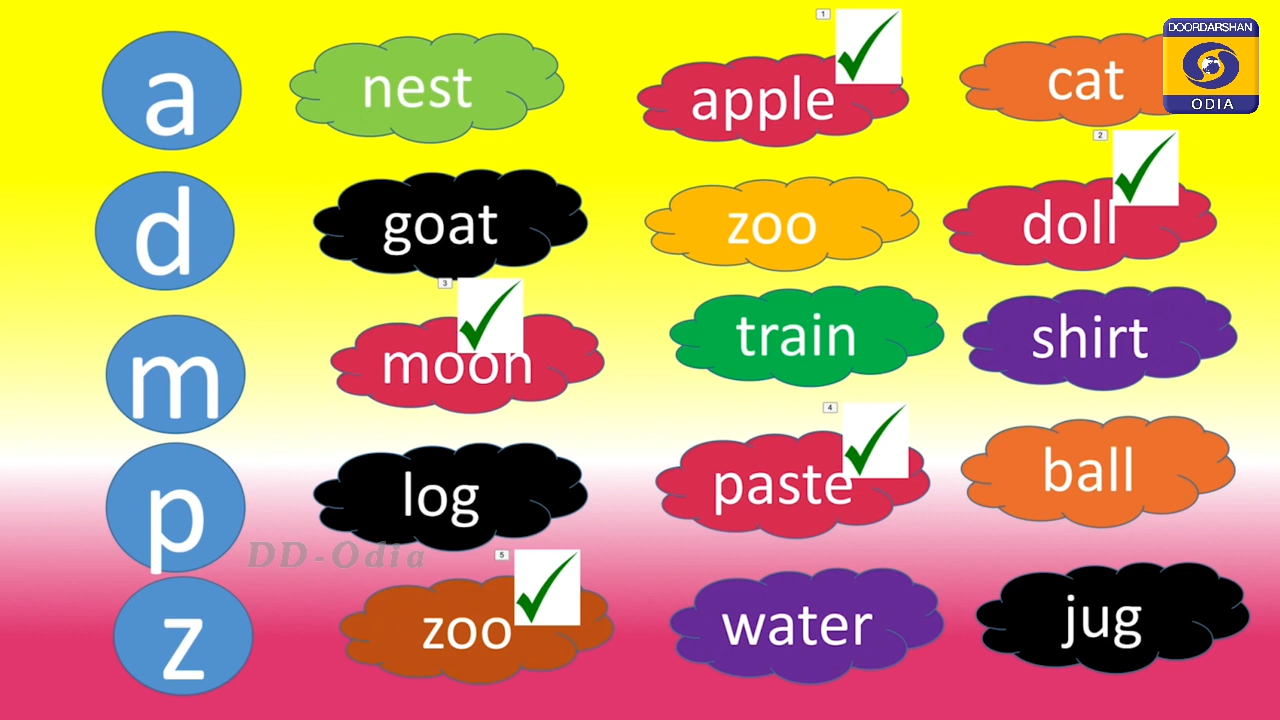 a nest 1 apple cat DOORDARSHAN ODIA
d goat zoo 2 doll
m 3 moon train shirt
p log 4 paste ball
DD-Odia
z 5 zoo water jug